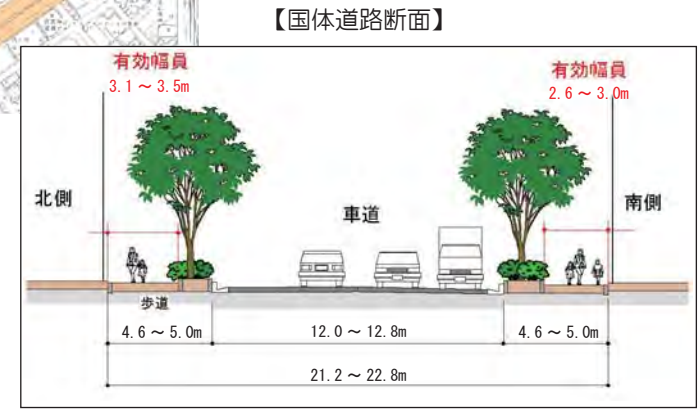 【国体道路断面】
有効幅員
3.1～3.5m
有効幅員
2.6～3.0m
北側
車道
南側
歩道
4.6～5.0m
12.0～12.8m
4.6～5.0m
21.2～22.8m